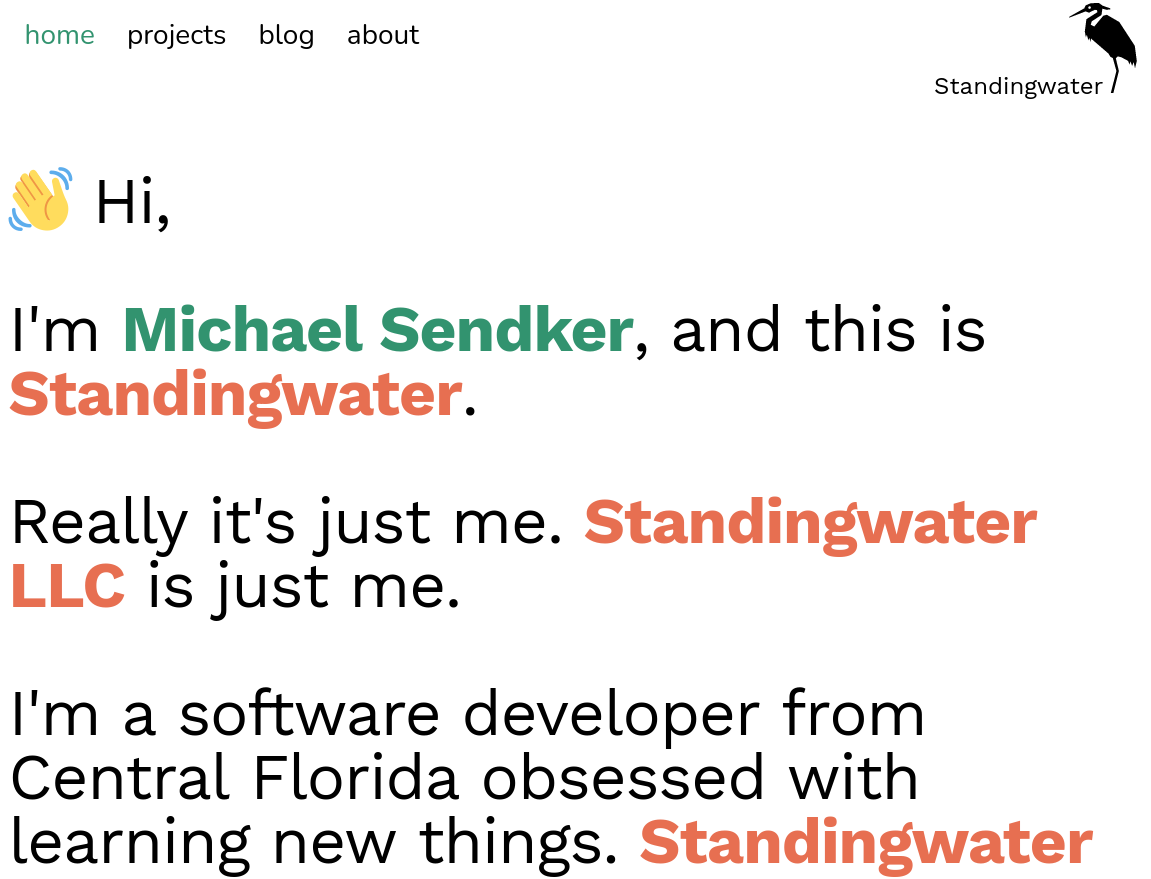 home projects blog about
Standingwater
👋 Hi,
I'm Michael Sendker, and this is
Standingwater.
Really it's just me. Standingwater
LLC is just me.
I'm a software developer from
Central Florida obsessed with
learning new things. Standingwater